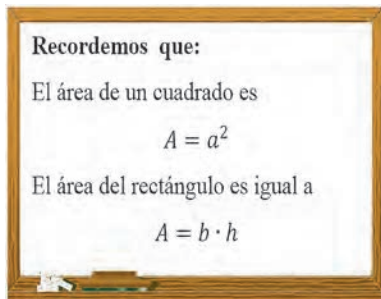 Recordemos que:
El área de un cuadrado es
A = a²
El área del rectángulo es igual a
A = b · h